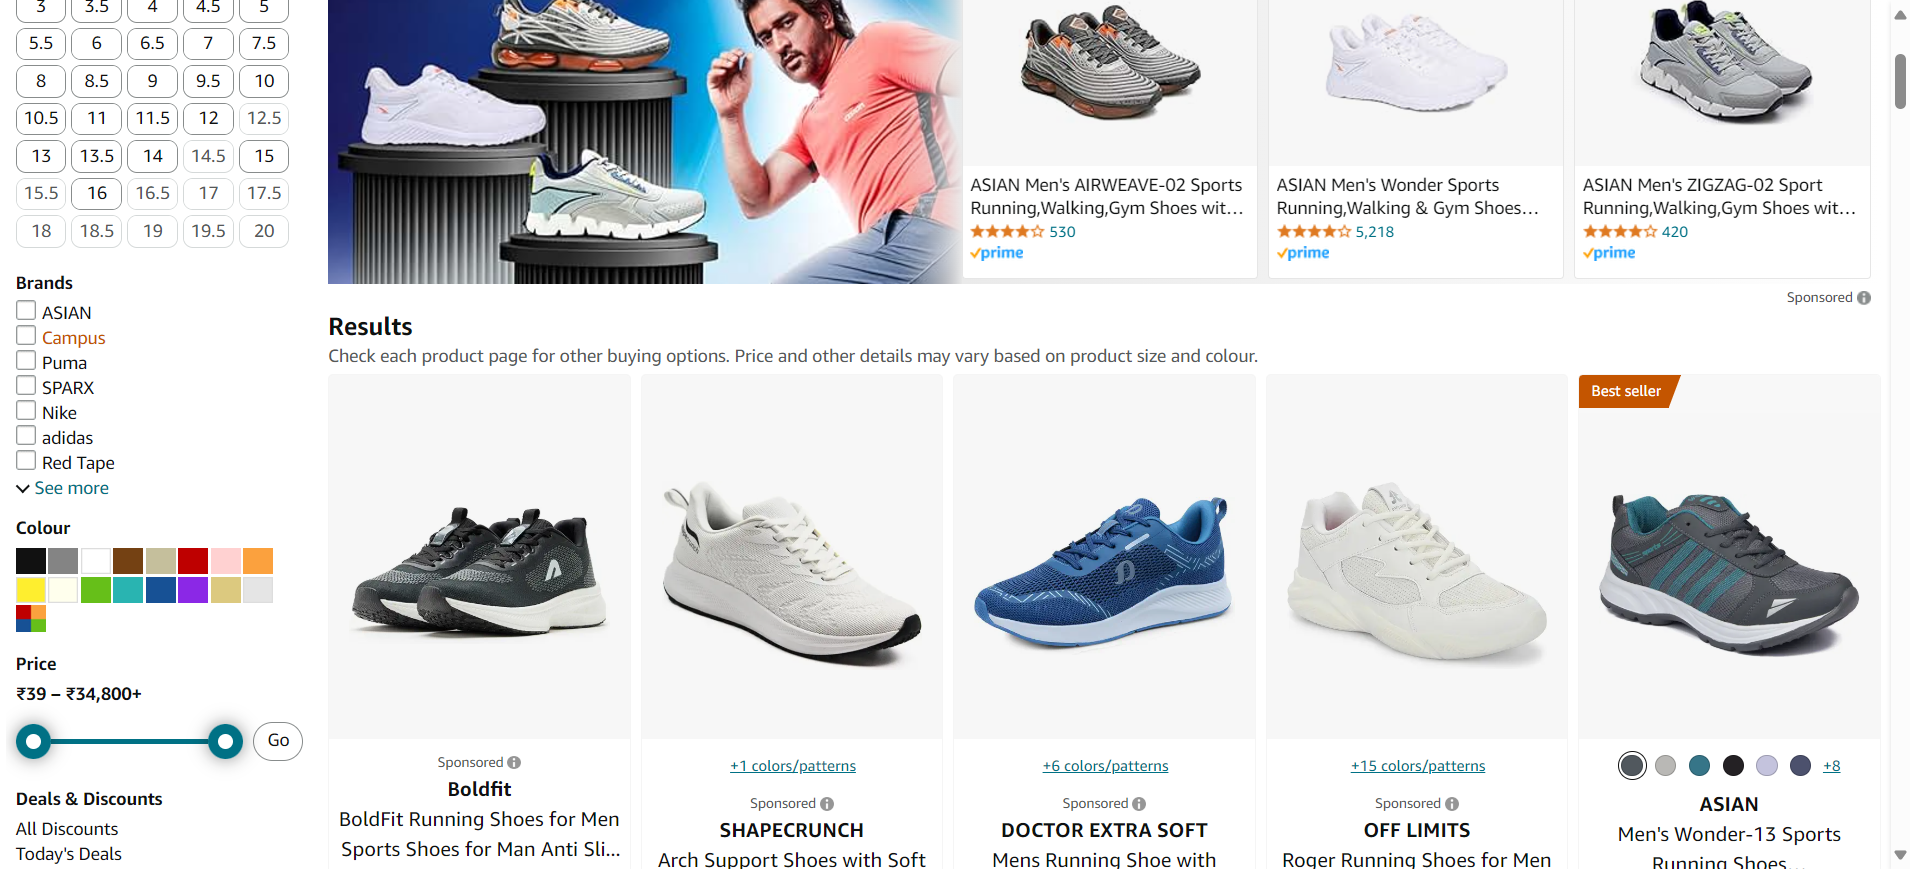 3 3.5 4 4.5 5
5.5 6 6.5 7 7.5
8 8.5 9 9.5 10
10.5 11 11.5 12 12.5
13 13.5 14 14.5 15
15.5 16 16.5 17 17.5
18 18.5 19 19.5 20
Brands
ASIAN
Campus
Puma
SPARX
Nike
adidas
Red Tape
See more
Colour
Price
₹39 – ₹34,800+
Go
Deals & Discounts
All Discounts
Today's Deals
ASIAN Men's AIRWEAVE-02 Sports
Running,Walking,Gym Shoes wit...
530
prime
ASIAN Men's Wonder Sports
Running,Walking & Gym Shoes...
5,218
prime
ASIAN Men's ZIGZAG-02 Sport
Running,Walking,Gym Shoes wit...
420
prime
Sponsored
Results
Check each product page for other buying options. Price and other details may vary based on product size and colour.
Sponsored
Boldfit
BoldFit Running Shoes for Men
Sports Shoes for Man Anti Sli...
+1 colors/patterns
Sponsored
SHAPECRUNCH
Arch Support Shoes with Soft
+6 colors/patterns
Sponsored
DOCTOR EXTRA SOFT
Mens Running Shoe with
+15 colors/patterns
Sponsored
OFF LIMITS
Roger Running Shoes for Men
Best seller
+8
ASIAN
Men's Wonder-13 Sports
Running Shoes...